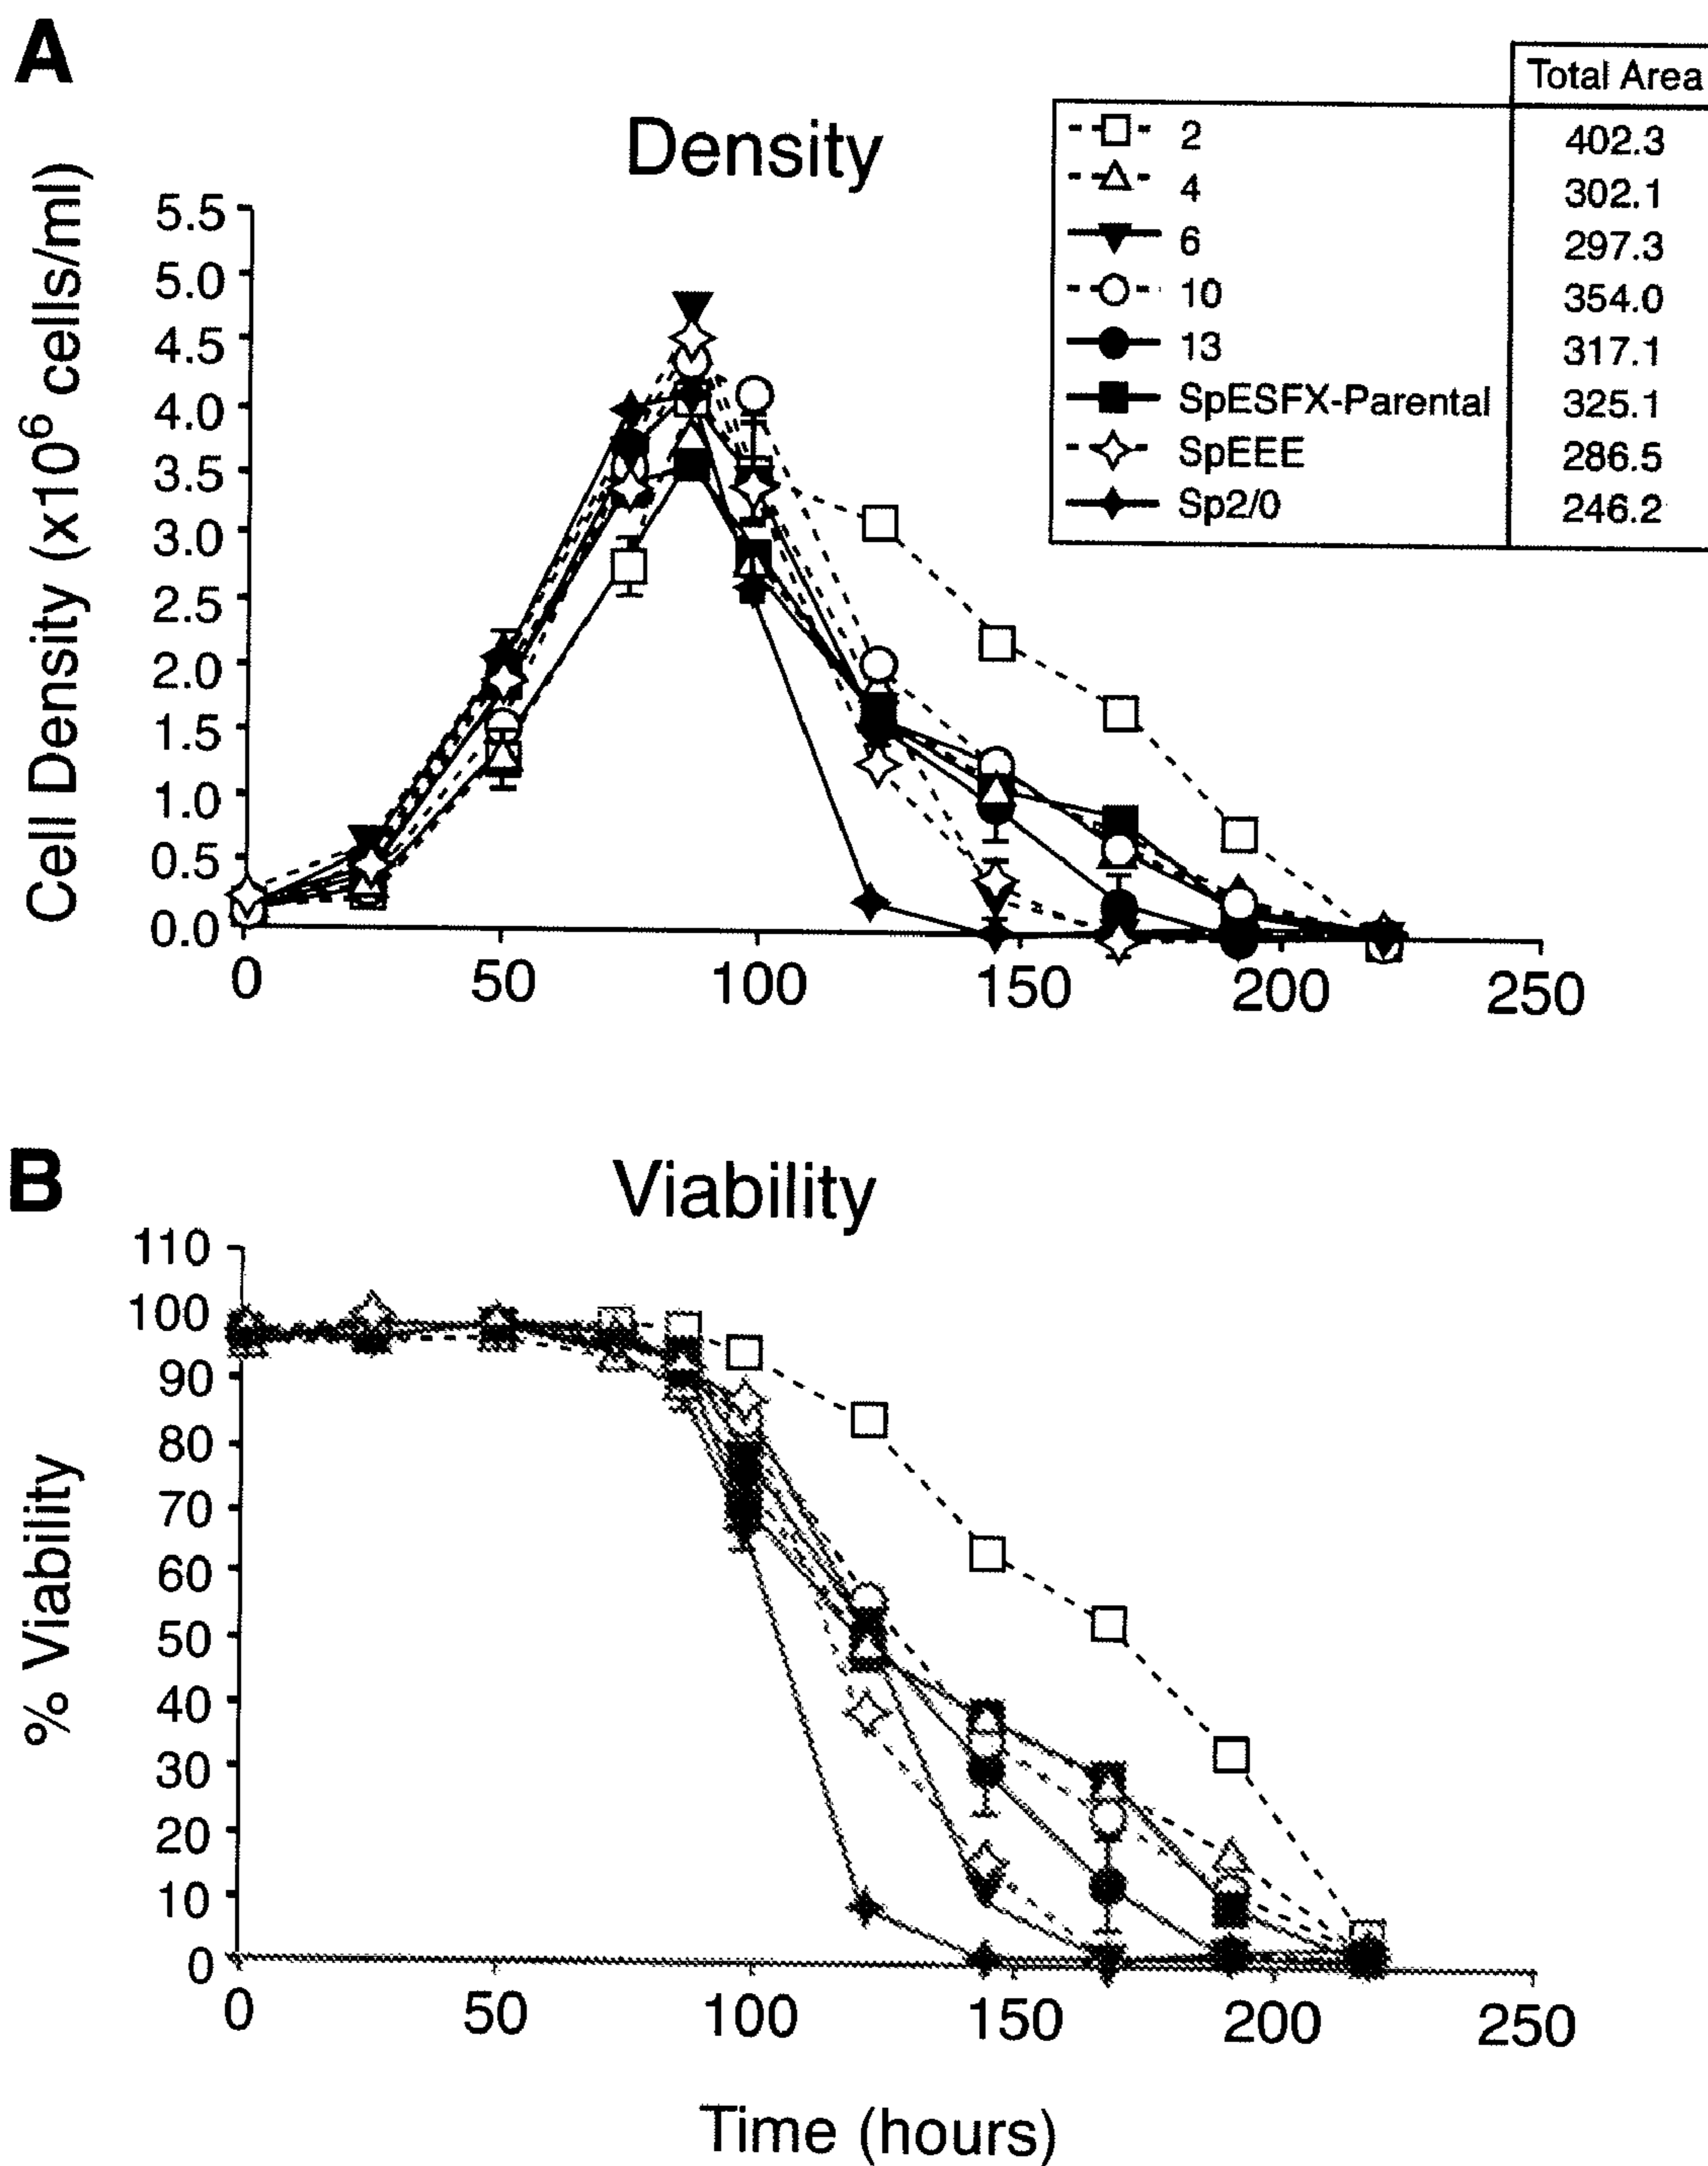 A
Total Area
Density
2 402.3
4 302.1
6 297.3
10 354.0
13 317.1
SpESFX-Parental 325.1
SpEEE 286.5
Sp2/0 246.2
Cell Density (x10⁶ cells/ml)
5.5
5.0
4.5
4.0
3.5
3.0
2.5
2.0
1.5
1.0
0.5
0.0
0 50 100 150 200 250
B
Viability
% Viability
110
100
90
80
70
60
50
40
30
20
10
0
0 50 100 150 200 250
Time (hours)